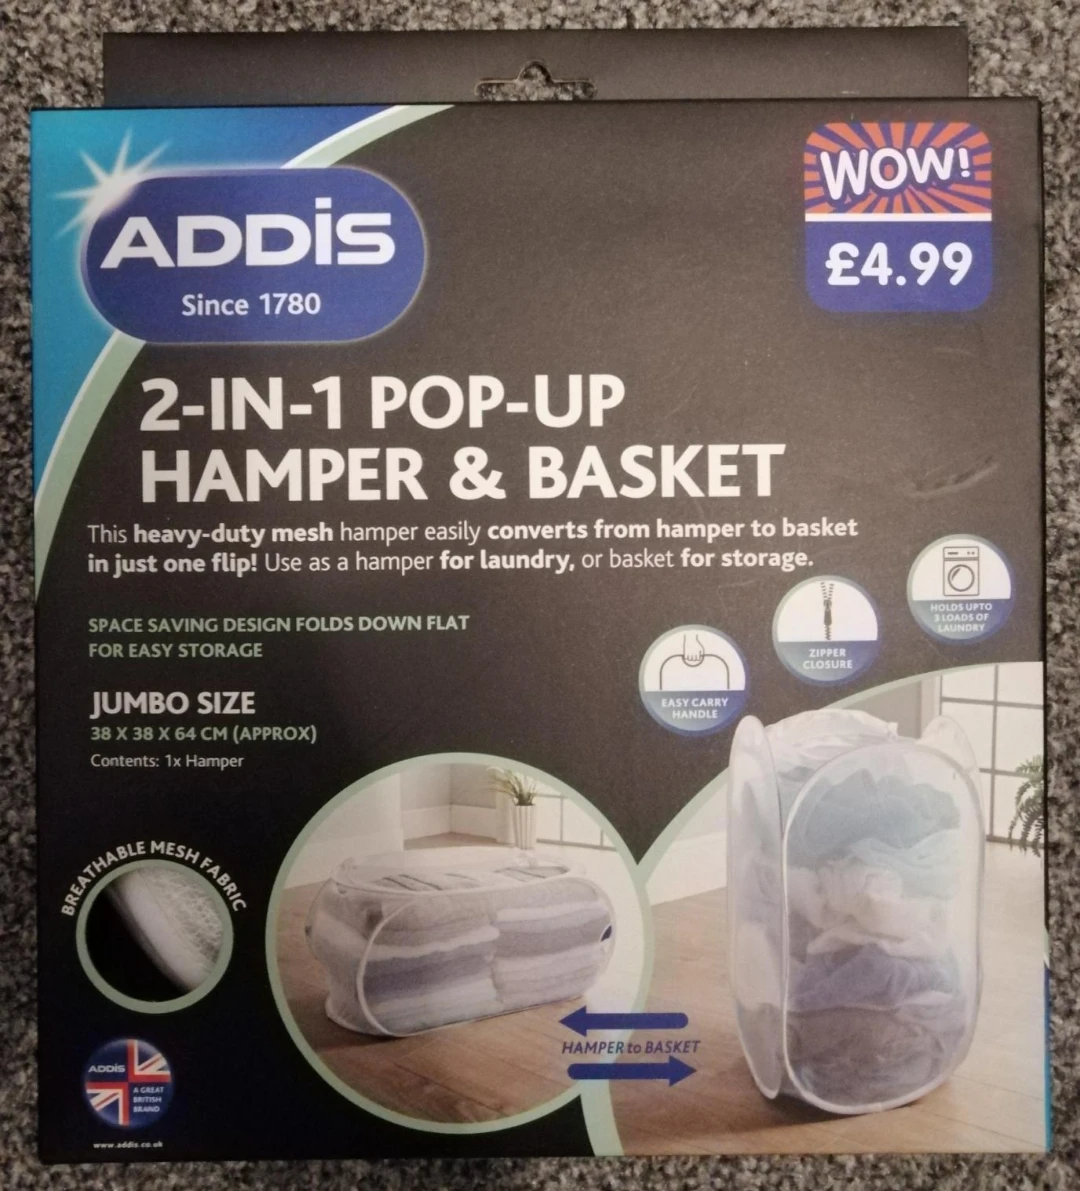 ADDIS
Since 1780
WOW!
£4.99
2-IN-1 POP-UP
HAMPER & BASKET
This heavy-duty mesh hamper easily converts from hamper to basket
in just one flip! Use as a hamper for laundry, or basket for storage.
SPACE SAVING DESIGN FOLDS DOWN FLAT
FOR EASY STORAGE
JUMBO SIZE
38 X 38 X 64 CM (APPROX)
Contents: 1x Hamper
EASY CARRY
HANDLE
ZIPPER
CLOSURE
HOLDS UPTO
3 LOADS OF
LAUNDRY
BREATHABLE MESH FABRIC
HAMPER to BASKET
ADDIS
A GREAT
BRITISH
BRAND
www.addis.co.uk